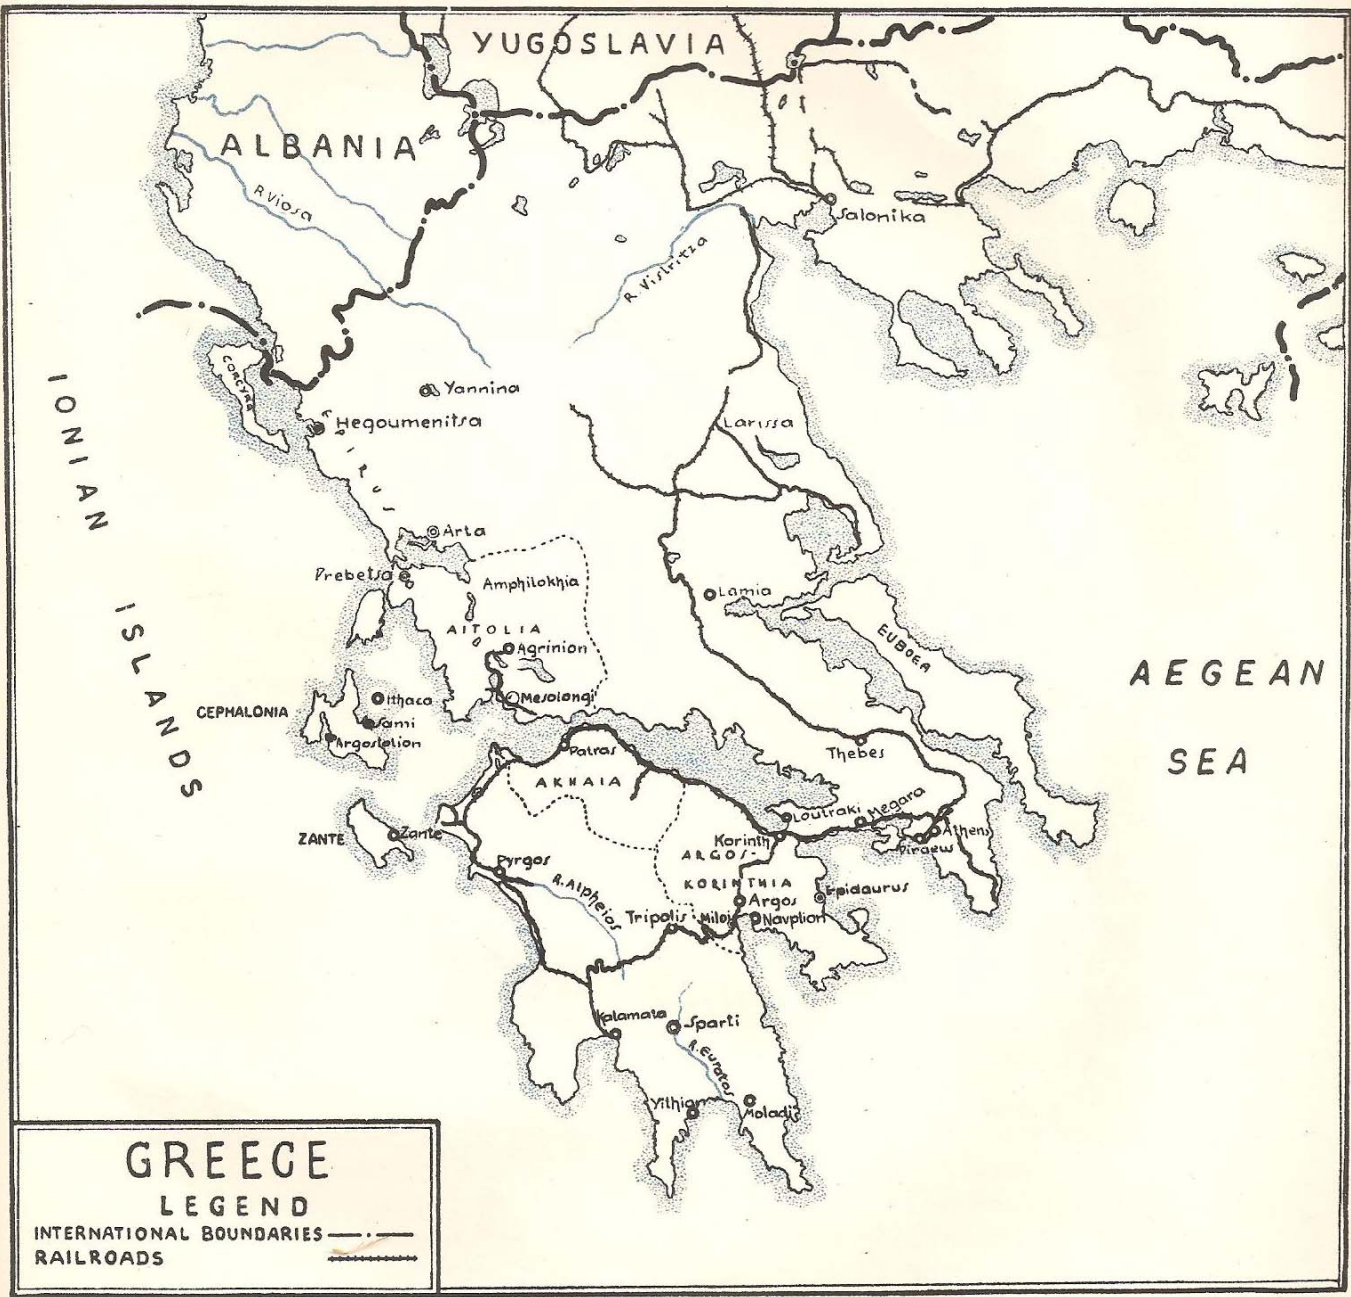 YUGOSLAVIA
ALBANIA
R. Viosa
Salonika
R. Vistritza
CORCYRA
Yannina
Hegoumenitsa
EPIRUS
Larissa
IONIAN ISLANDS
Arta
Prebetsa
Amphilokhia
Lamia
AITOLIA
EUBOEA
Agrinion
AEGEAN
SEA
Mesolongi
Ithaca
CEPHALONIA
Sami
Argostolion
Patras
Thebes
AKHAIA
Loutraki
Megara
ZANTE
Zante
Korinth
Athens
Piraeus
ARGOS-
KORINTHIA
Pyrgos
R. Alpheios
Epidaurus
Argos
Tripolis
Miloi
Navplion
Kalamata
Sparti
R. Eurotas
Yithion
Moladi
GREECE
LEGEND
INTERNATIONAL BOUNDARIES
RAILROADS